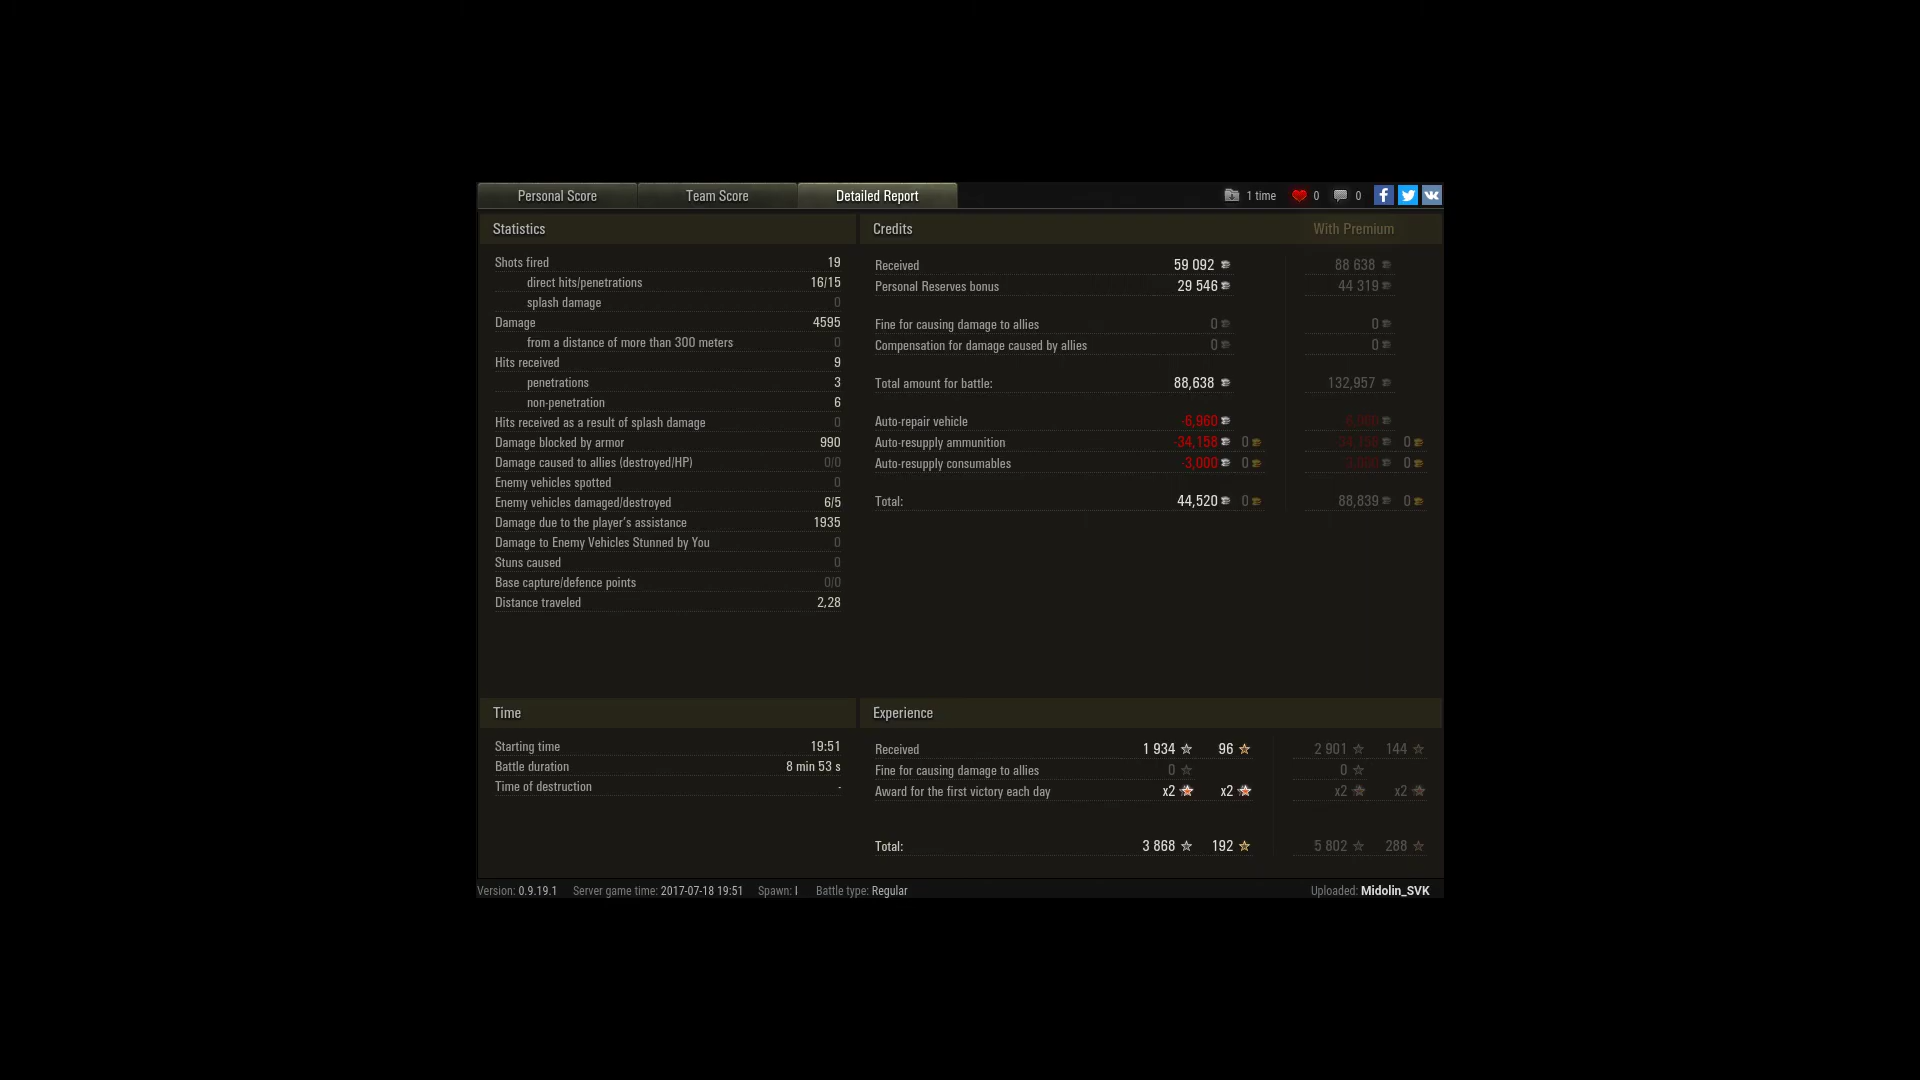 Personal Score Team Score Detailed Report 1 time 0 0
Statistics
Shots fired 19
direct hits/penetrations 16/15
splash damage 0
Damage 4595
from a distance of more than 300 meters 0
Hits received 9
penetrations 3
non-penetration 6
Hits received as a result of splash damage 0
Damage blocked by armor 990
Damage caused to allies (destroyed/HP) 0/0
Enemy vehicles spotted 0
Enemy vehicles damaged/destroyed 6/5
Damage due to the player's assistance 1935
Damage to Enemy Vehicles Stunned by You 0
Stuns caused 0
Base capture/defence points 0/0
Distance traveled 2,28
Credits With Premium
Received 59 092 88 638
Personal Reserves bonus 29 546 44 319
Fine for causing damage to allies 0 0
Compensation for damage caused by allies 0 0
Total amount for battle: 88,638 132,957
Auto-repair vehicle -6,960 -6,960
Auto-resupply ammunition -34,158 0 -34,158 0
Auto-resupply consumables -3,000 0 -3,000 0
Total: 44,520 0 88,839 0
Time
Starting time 19:51
Battle duration 8 min 53 s
Time of destruction -
Experience
Received 1 934 96 2 901 144
Fine for causing damage to allies 0 0
Award for the first victory each day x2 x2 x2 x2
Total: 3 868 192 5 802 288
Version: 0.9.19.1 Server game time: 2017-07-18 19:51 Spawn: I Battle type: Regular Uploaded: Midolin_SVK